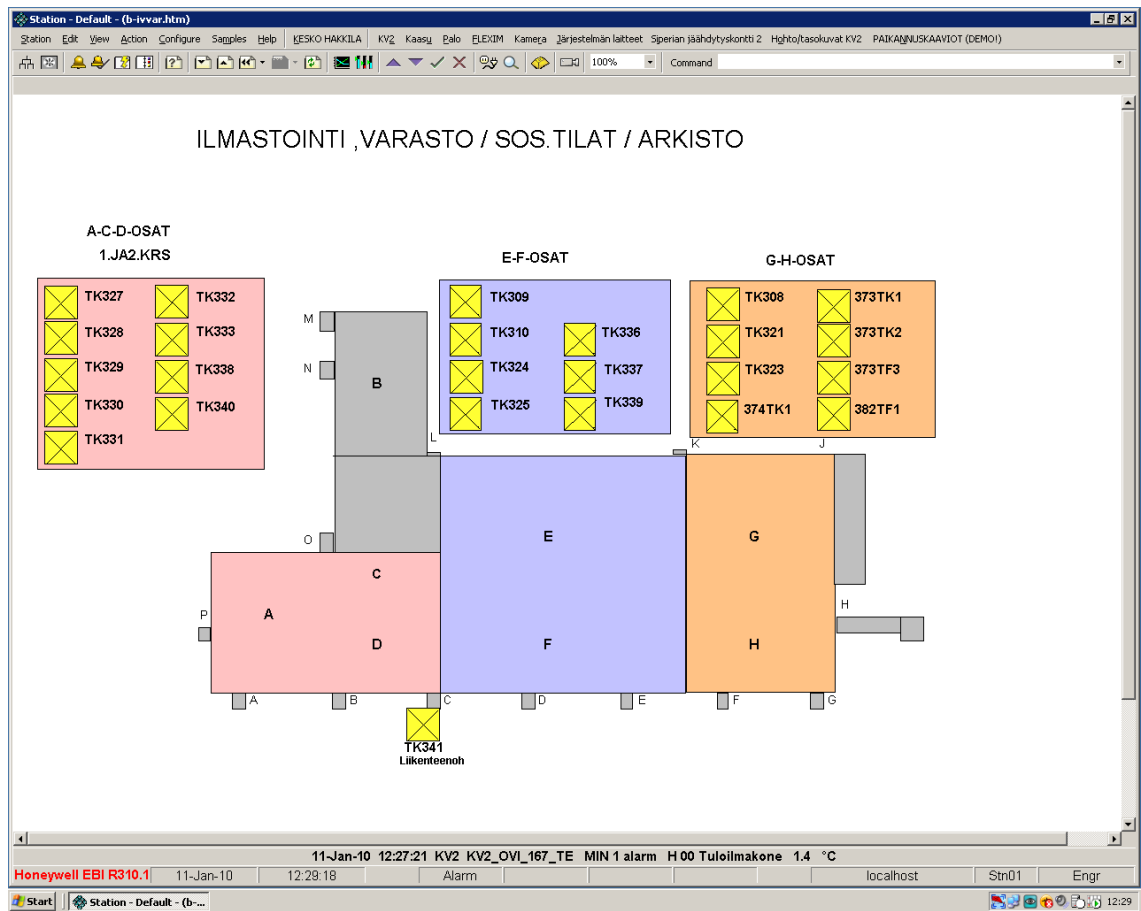 Station - Default - (b-ivvar.htm)
Station Edit View Action Configure Samples Help KESKO HAKKILA KV2 Kaasu Palo ELEXIM Kamera Järjestelmän laitteet Siperian jäähdytyskontti 2 Hohto/tasokuvat KV2 PAIKANNUSKAAVIOT (DEMO!)
100% Command
ILMASTOINTI ,VARASTO / SOS.TILAT / ARKISTO
A-C-D-OSAT
1.JA2.KRS
TK327 TK332
TK328 TK333
TK329 TK338
TK330 TK340
TK331
E-F-OSAT
TK309
TK310 TK336
TK324 TK337
TK325 TK339
G-H-OSAT
TK308 373TK1
TK321 373TK2
TK323 373TF3
374TK1 382TF1
M
N
B
L
K
J
O
E
G
C
P
A
H
D
F
H
A B C D E F G
TK341
Liikenteenoh
11-Jan-10 12:27:21 KV2 KV2_OVI_167_TE MIN 1 alarm H 00 Tuloilmakone 1.4 °C
Honeywell EBI R310.1 11-Jan-10 12:29:18 Alarm localhost Stn01 Engr
Start Station - Default - (b-... 12:29